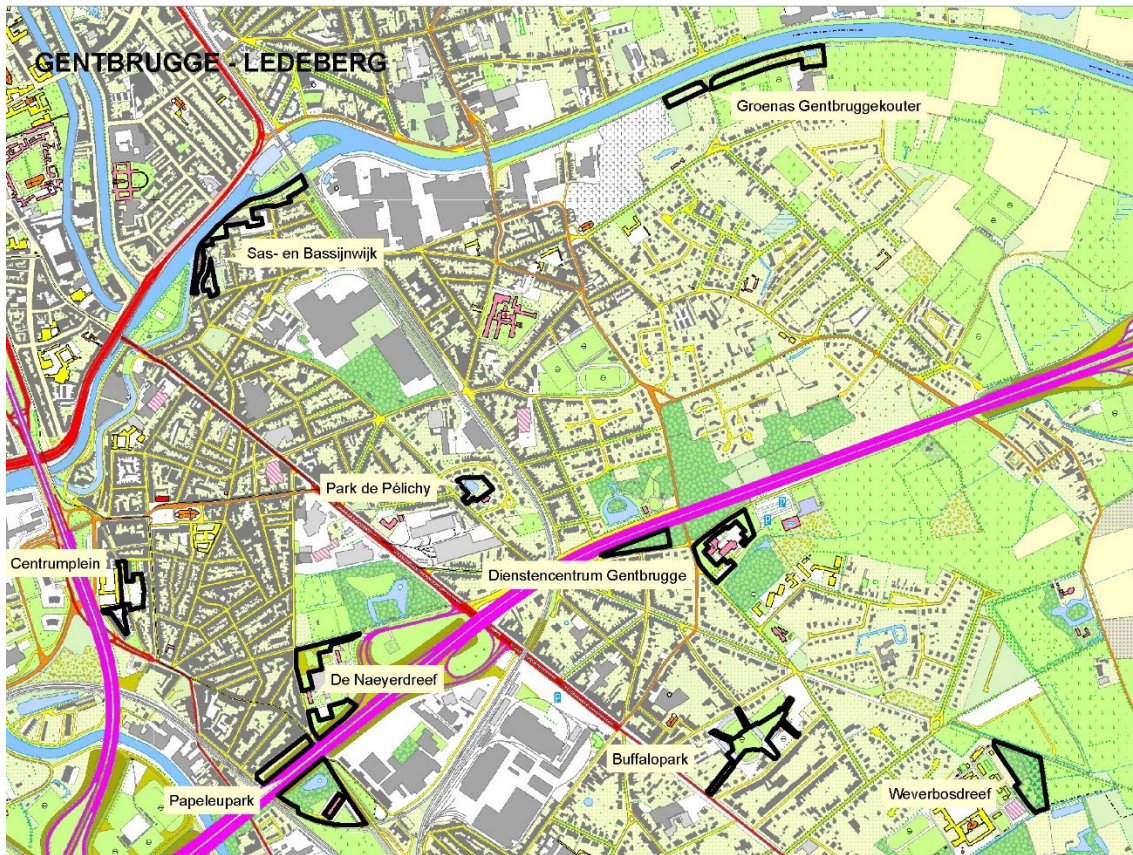 GENTBRUGGE - LEDEBERG
Groenas Gentbruggekouter
Sas- en Bassijnwijk
Park de Pélichy
Centrumplein
Dienstencentrum Gentbrugge
De Naeyerdreef
Buffalopark
Papeleupark
Weverbosdreef
P
P
P